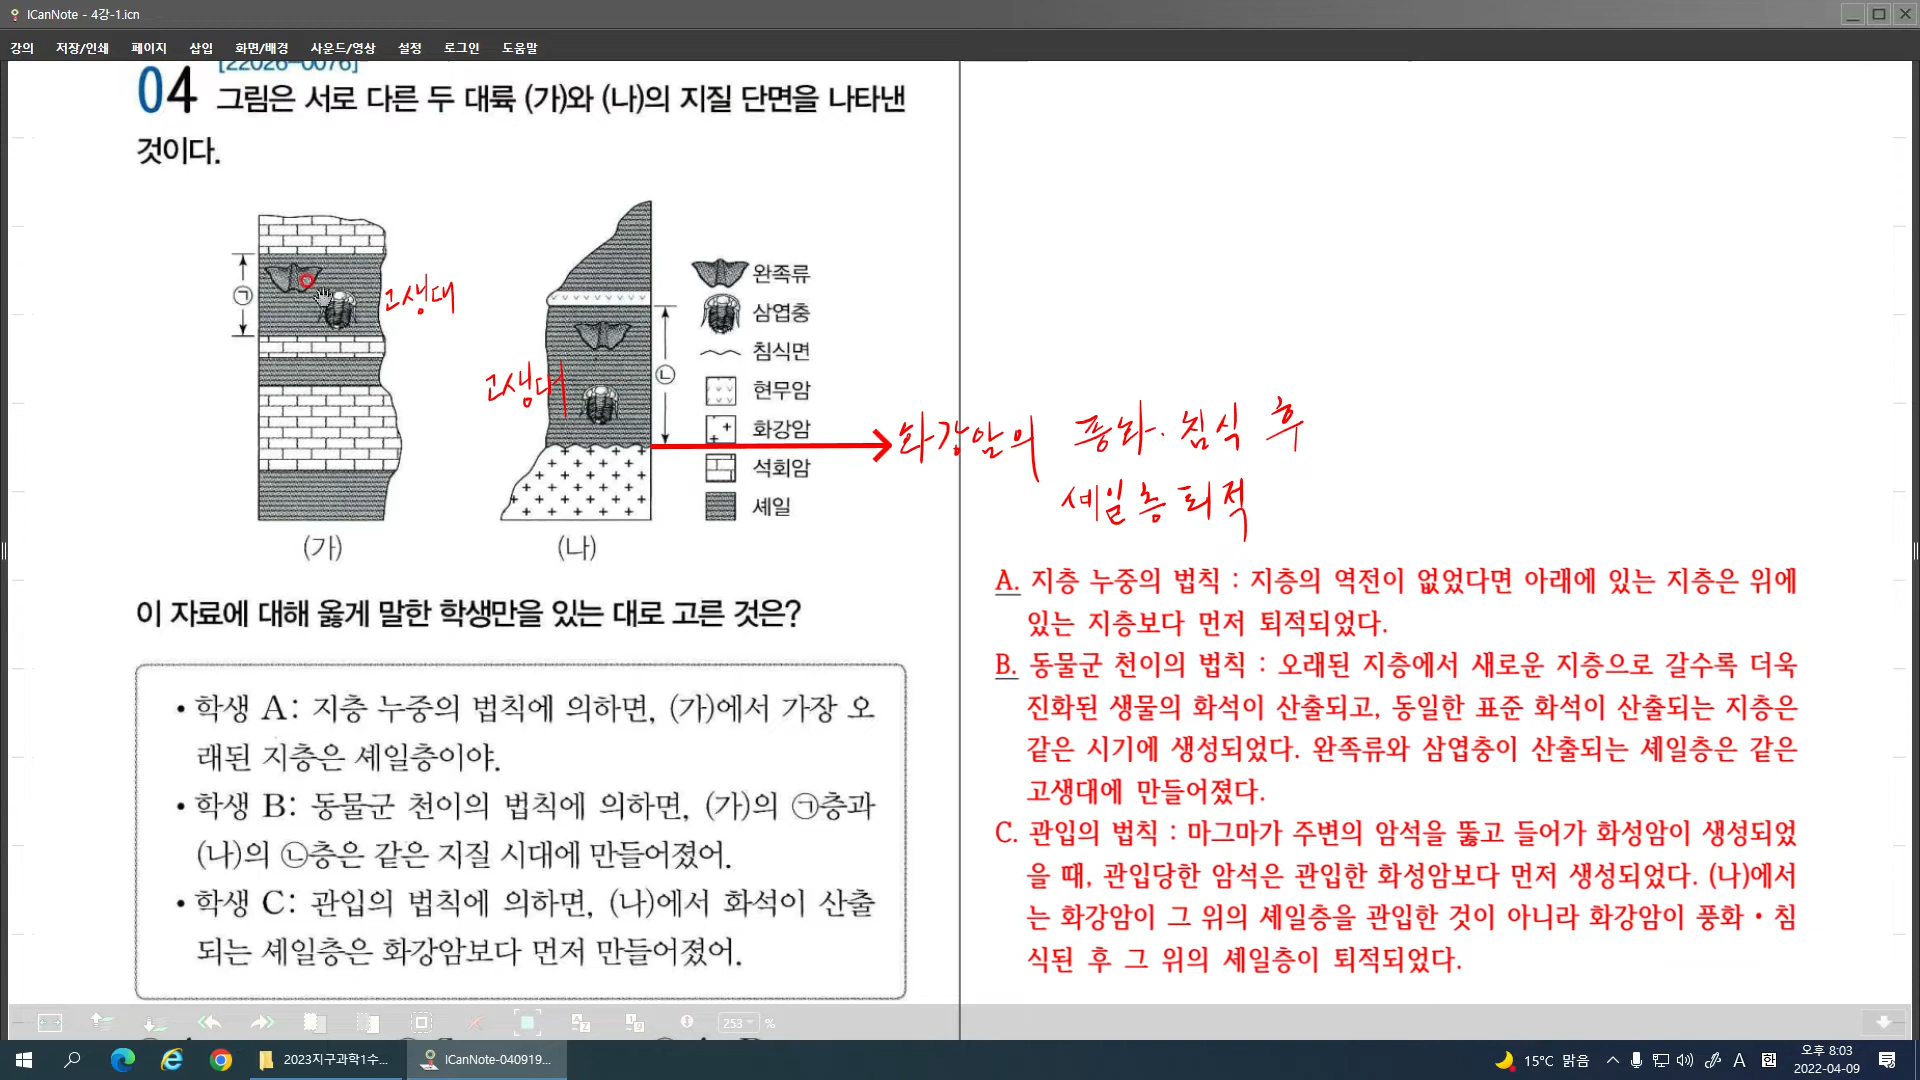 ICanNote - 4강-1.icn
강의 저장/인쇄 페이지 삽입 화면/배경 사운드/영상 설정 로그인 도움말
[22026-0076]
04 그림은 서로 다른 두 대륙 (가)와 (나)의 지질 단면을 나타낸
것이다.
㉠
고생대
(가)
고생대
㉡
(나)
완족류
삼엽충
침식면
현무암
화강암
석회암
셰일
화강암의 풍화·침식 후
셰일층 퇴적
이 자료에 대해 옳게 말한 학생만을 있는 대로 고른 것은?
• 학생 A: 지층 누중의 법칙에 의하면, (가)에서 가장 오
래된 지층은 셰일층이야.
• 학생 B: 동물군 천이의 법칙에 의하면, (가)의 ㉠층과
(나)의 ㉡층은 같은 지질 시대에 만들어졌어.
• 학생 C: 관입의 법칙에 의하면, (나)에서 화석이 산출
되는 셰일층은 화강암보다 먼저 만들어졌어.
A. 지층 누중의 법칙 : 지층의 역전이 없었다면 아래에 있는 지층은 위에
있는 지층보다 먼저 퇴적되었다.
B. 동물군 천이의 법칙 : 오래된 지층에서 새로운 지층으로 갈수록 더욱
진화된 생물의 화석이 산출되고, 동일한 표준 화석이 산출되는 지층은
같은 시기에 생성되었다. 완족류와 삼엽충이 산출되는 셰일층은 같은
고생대에 만들어졌다.
C. 관입의 법칙 : 마그마가 주변의 암석을 뚫고 들어가 화성암이 생성되었
을 때, 관입당한 암석은 관입한 화성암보다 먼저 생성되었다. (나)에서
는 화강암이 그 위의 셰일층을 관입한 것이 아니라 화강암이 풍화•침
식된 후 그 위의 셰일층이 퇴적되었다.
253 %
2023지구과학1수...
ICanNote-040919...
15°C 맑음
A 한
오후 8:03
2022-04-09